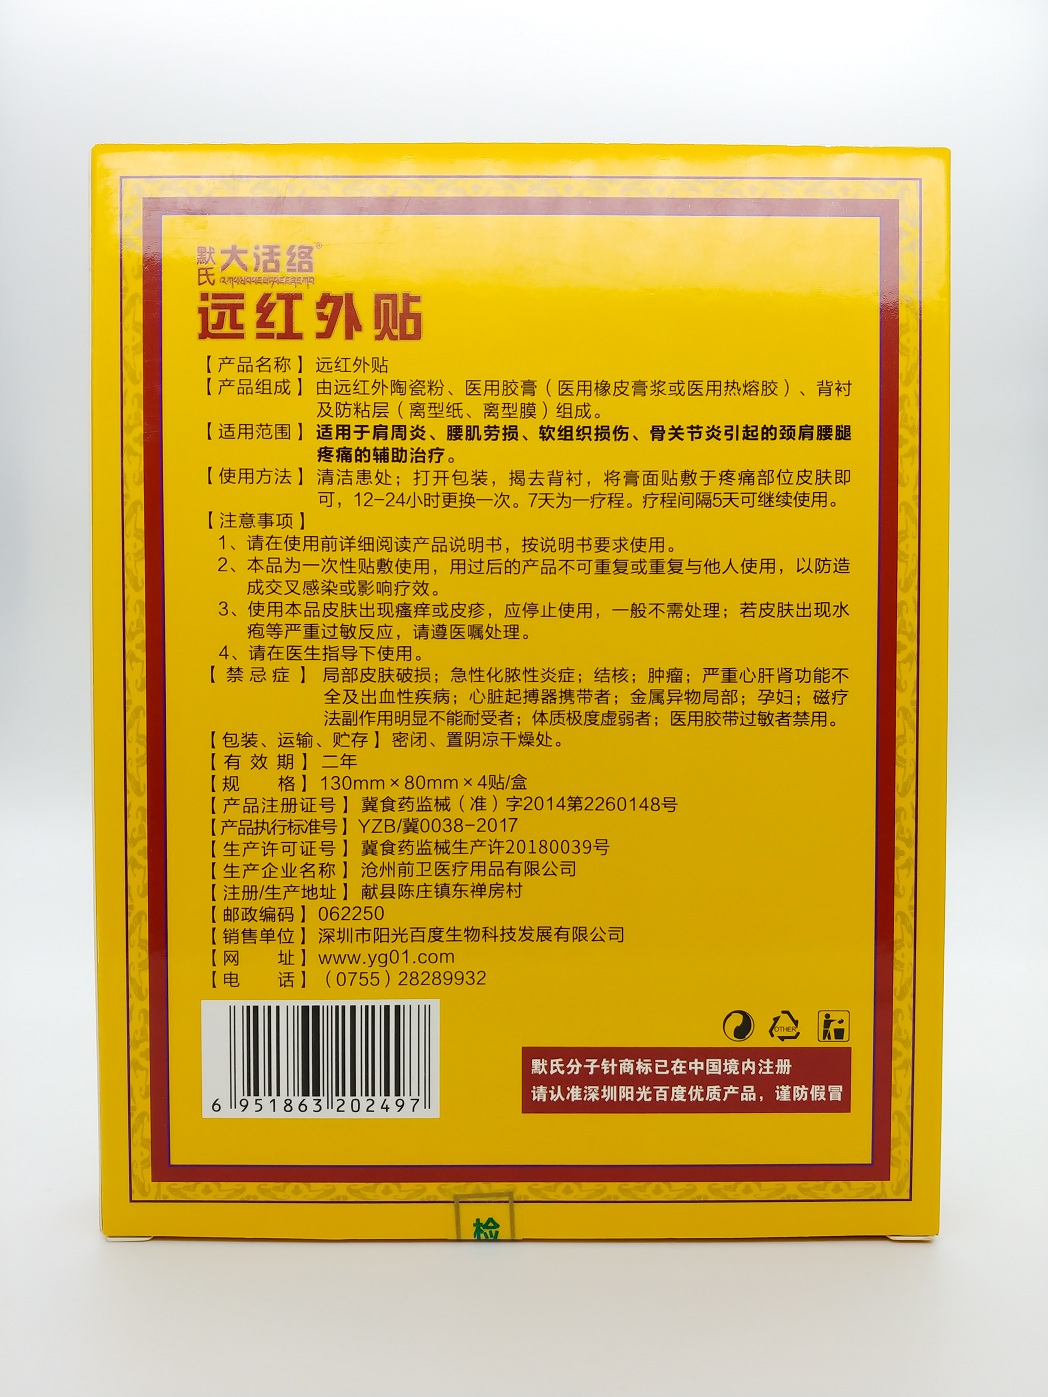 默氏大活络®
远红外贴
【产品名称】远红外贴
【产品组成】由远红外陶瓷粉、医用胶膏（医用橡皮膏浆或医用热熔胶）、背衬
及防粘层（离型纸、离型膜）组成。
【适用范围】适用于肩周炎、腰肌劳损、软组织损伤、骨关节炎引起的颈肩腰腿
疼痛的辅助治疗。
【使用方法】清洁患处；打开包装，揭去背衬，将膏面贴敷于疼痛部位皮肤即
可，12-24小时更换一次。7天为一疗程。疗程间隔5天可继续使用。
【注意事项】
1、请在使用前详细阅读产品说明书，按说明书要求使用。
2、本品为一次性贴敷使用，用过后的产品不可重复或重复与他人使用，以防造
成交叉感染或影响疗效。
3、使用本品皮肤出现瘙痒或皮疹，应停止使用，一般不需处理；若皮肤出现水
疱等严重过敏反应，请遵医嘱处理。
4、请在医生指导下使用。
【禁忌症】局部皮肤破损；急性化脓性炎症；结核；肿瘤；严重心肝肾功能不
全及出血性疾病；心脏起搏器携带者；金属异物局部；孕妇；磁疗
法副作用明显不能耐受者；体质极度虚弱者；医用胶带过敏者禁用。
【包装、运输、贮存】密闭、置阴凉干燥处。
【有效期】二年
【规格】130mm×80mm×4贴/盒
【产品注册证号】冀食药监械（准）字2014第2260148号
【产品执行标准号】YZB/冀0038-2017
【生产许可证号】冀食药监械生产许20180039号
【生产企业名称】沧州前卫医疗用品有限公司
【注册/生产地址】献县陈庄镇东禅房村
【邮政编码】062250
【销售单位】深圳市阳光百度生物科技发展有限公司
【网址】www.yg01.com
【电话】（0755）28289932
OTHER
默氏分子针商标已在中国境内注册
请认准深圳阳光百度优质产品，谨防假冒
6 951863 202497
检